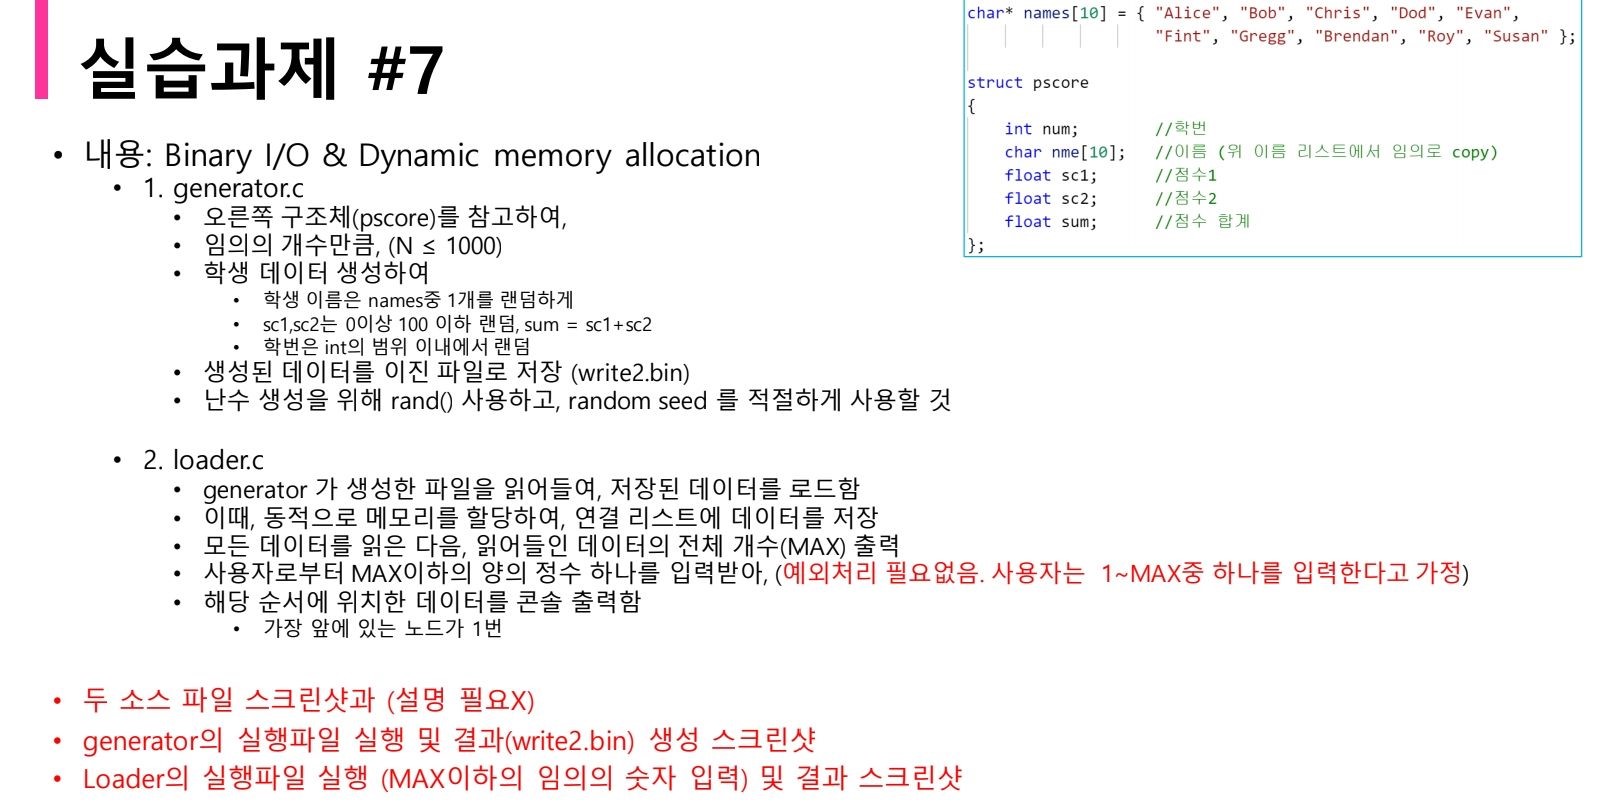 실습과제 #7
• 내용: Binary I/O & Dynamic memory allocation
• 1. generator.c
• 오른쪽 구조체(pscore)를 참고하여,
• 임의의 개수만큼, (N ≤ 1000)
• 학생 데이터 생성하여
• 학생 이름은 names중 1개를 랜덤하게
• sc1,sc2는 0이상 100 이하 랜덤, sum = sc1+sc2
• 학번은 int의 범위 이내에서 랜덤
• 생성된 데이터를 이진 파일로 저장 (write2.bin)
• 난수 생성을 위해 rand() 사용하고, random seed 를 적절하게 사용할 것
• 2. loader.c
• generator 가 생성한 파일을 읽어들여, 저장된 데이터를 로드함
• 이때, 동적으로 메모리를 할당하여, 연결 리스트에 데이터를 저장
• 모든 데이터를 읽은 다음, 읽어들인 데이터의 전체 개수(MAX) 출력
• 사용자로부터 MAX이하의 양의 정수 하나를 입력받아, (예외처리 필요없음. 사용자는 1~MAX중 하나를 입력한다고 가정)
• 해당 순서에 위치한 데이터를 콘솔 출력함
• 가장 앞에 있는 노드가 1번
• 두 소스 파일 스크린샷과 (설명 필요X)
• generator의 실행파일 실행 및 결과(write2.bin) 생성 스크린샷
• Loader의 실행파일 실행 (MAX이하의 임의의 숫자 입력) 및 결과 스크린샷
char* names[10] = { "Alice", "Bob", "Chris", "Dod", "Evan",
"Fint", "Gregg", "Brendan", "Roy", "Susan" };
struct pscore
{
int num; //학번
char nme[10]; //이름 (위 이름 리스트에서 임의로 copy)
float sc1; //점수1
float sc2; //점수2
float sum; //점수 합계
};